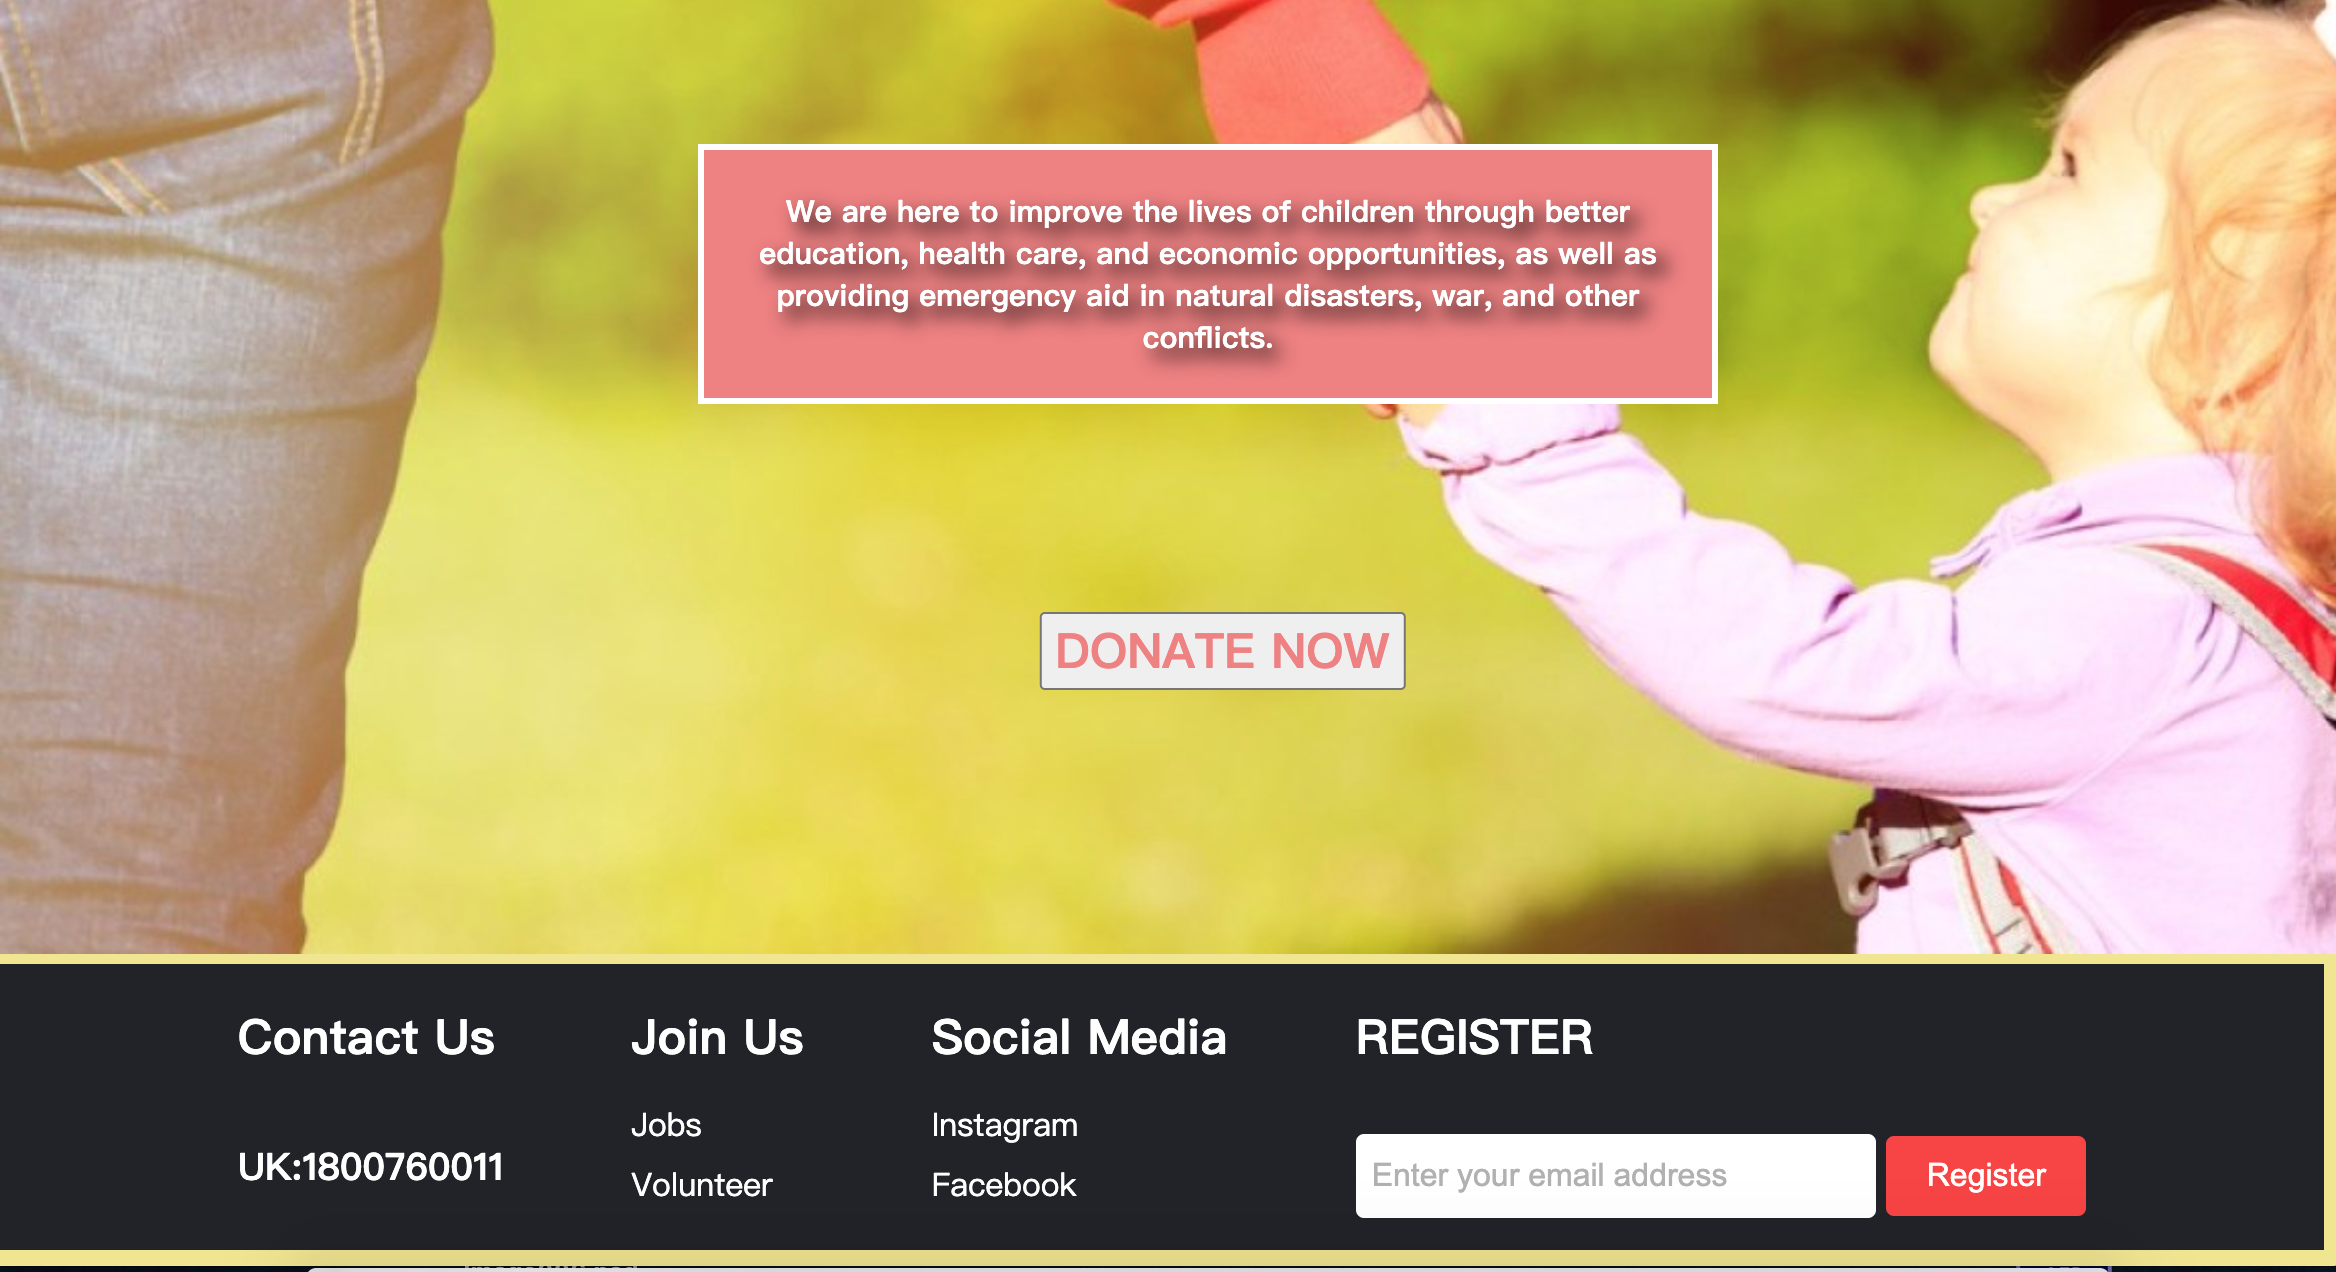 We are here to improve the lives of children through better
education, health care, and economic opportunities, as well as
providing emergency aid in natural disasters, war, and other
conflicts.
DONATE NOW
Contact Us
Join Us
Social Media
REGISTER
Jobs
Instagram
UK:1800760011
Enter your email address
Register
Volunteer
Facebook